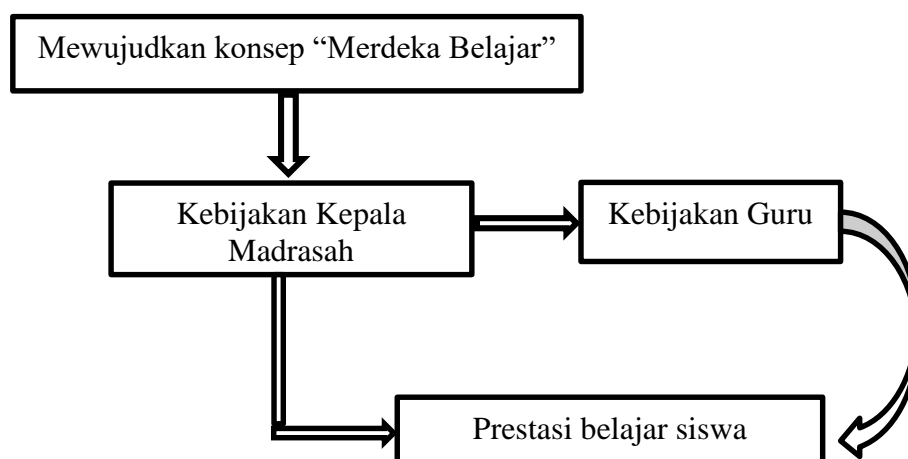 Mewujudkan konsep “Merdeka Belajar”
Kebijakan Kepala
Madrasah
Kebijakan Guru
Prestasi belajar siswa